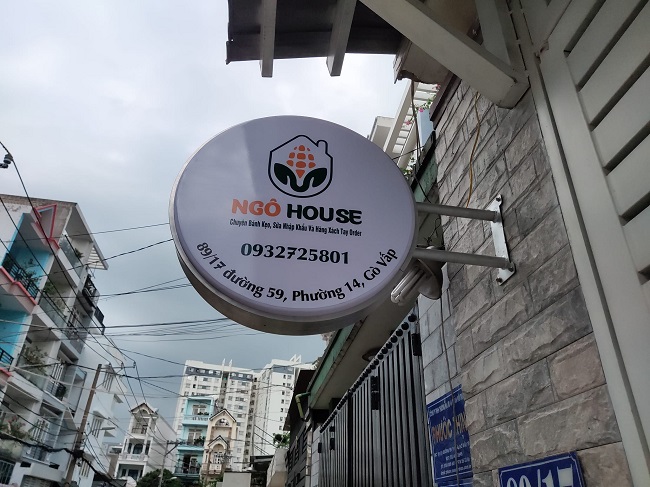 NGÔ HOUSE
Chuyên Bánh Kẹo, Sữa Nhập Khẩu Và Hàng Xách Tay Order
0932725801
89/17 đường 59, Phường 14, Gò Vấp